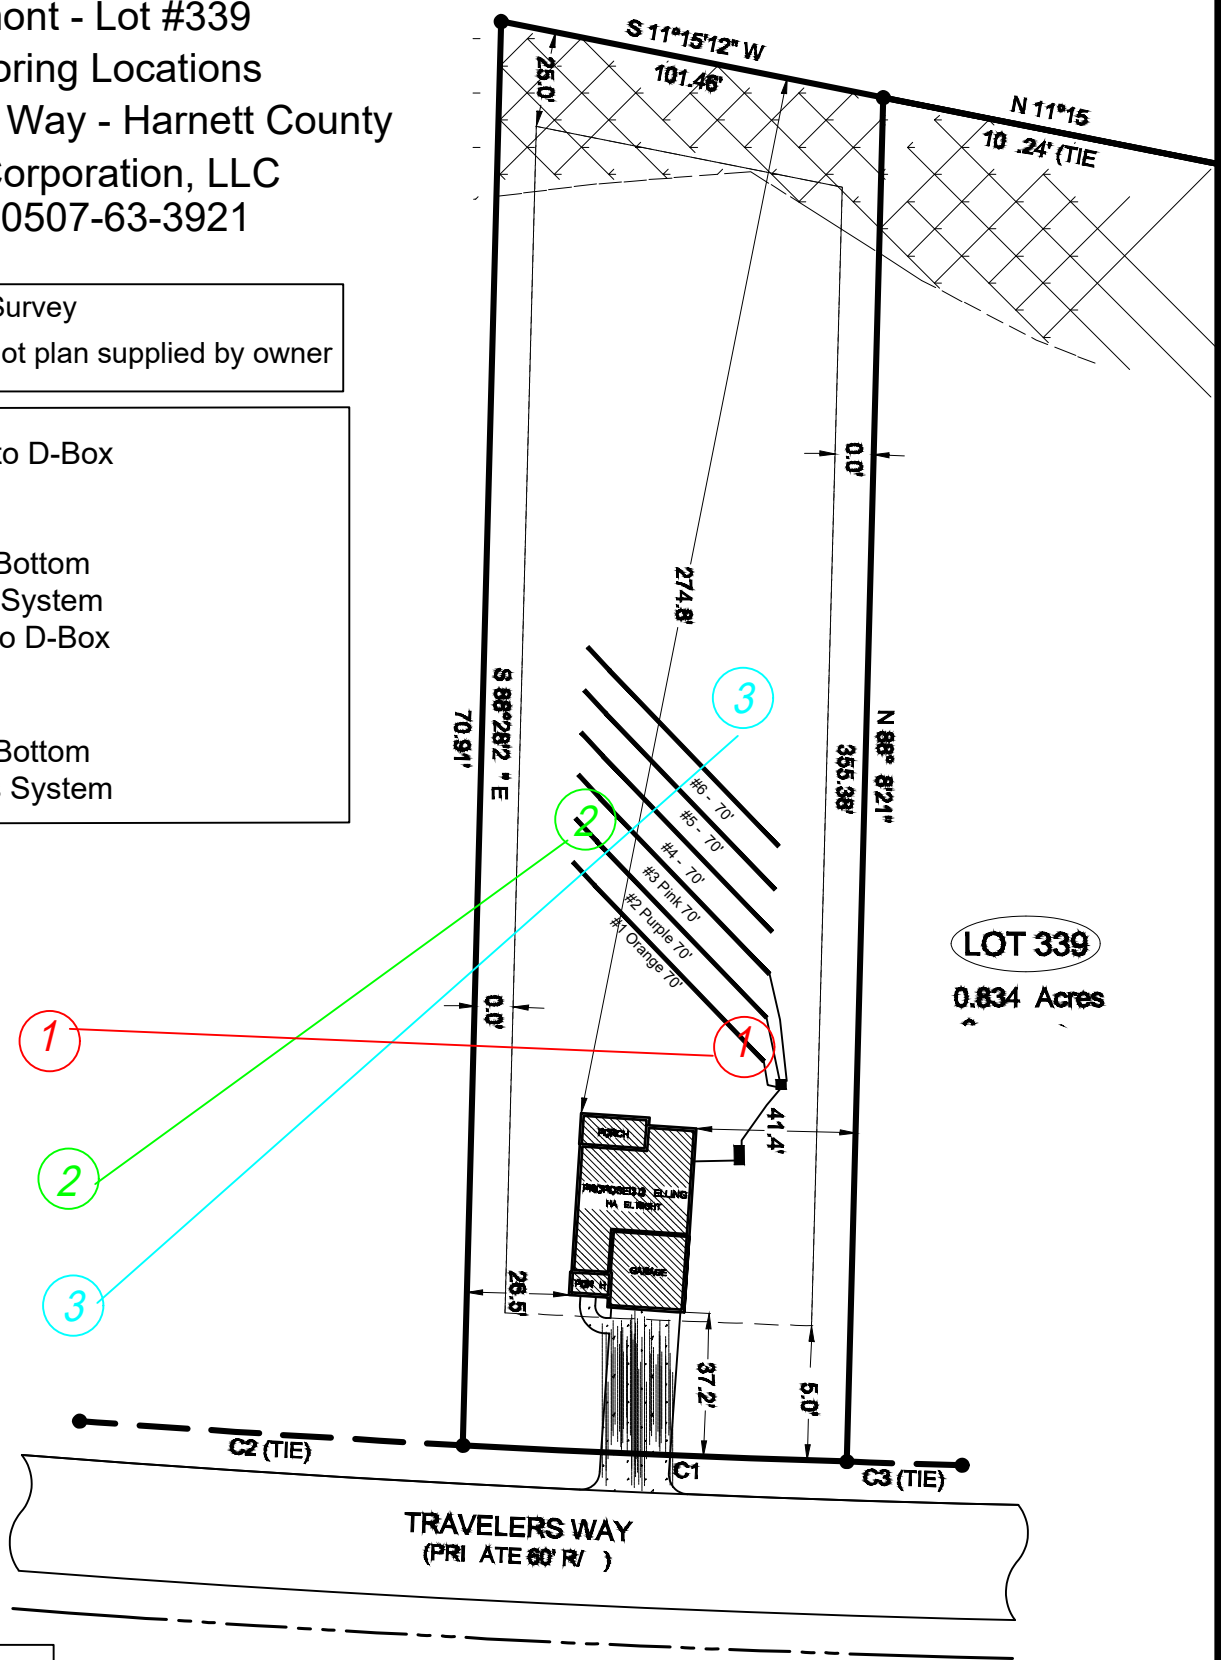 ont - Lot #339
oring Locations
Way - Harnett County
Corporation, LLC
0507-63-3921
Survey
ot plan supplied by owner
to D-Box
Bottom
System
o D-Box
Bottom
System
S 11°15'12" W
101.46'
25.0'
N 11°15
10 .24' (TIE
0.0'
274.8'
3
S 88°28'2 " E
70.91'
N 88° 8'21"
355.38'
2
#6 - 70'
#5 - 70'
#4 - 70'
#3 Pink 70'
#2 Purple 70'
#1 Orange 70'
LOT 339
0.834 Acres
0.0'
1
1
41.4'
PORCH
2
GARAGE
3
26.5'
37.2'
5.0'
C2 (TIE)
C1
C3 (TIE)
TRAVELERS WAY
(PRI ATE 60' R/ )